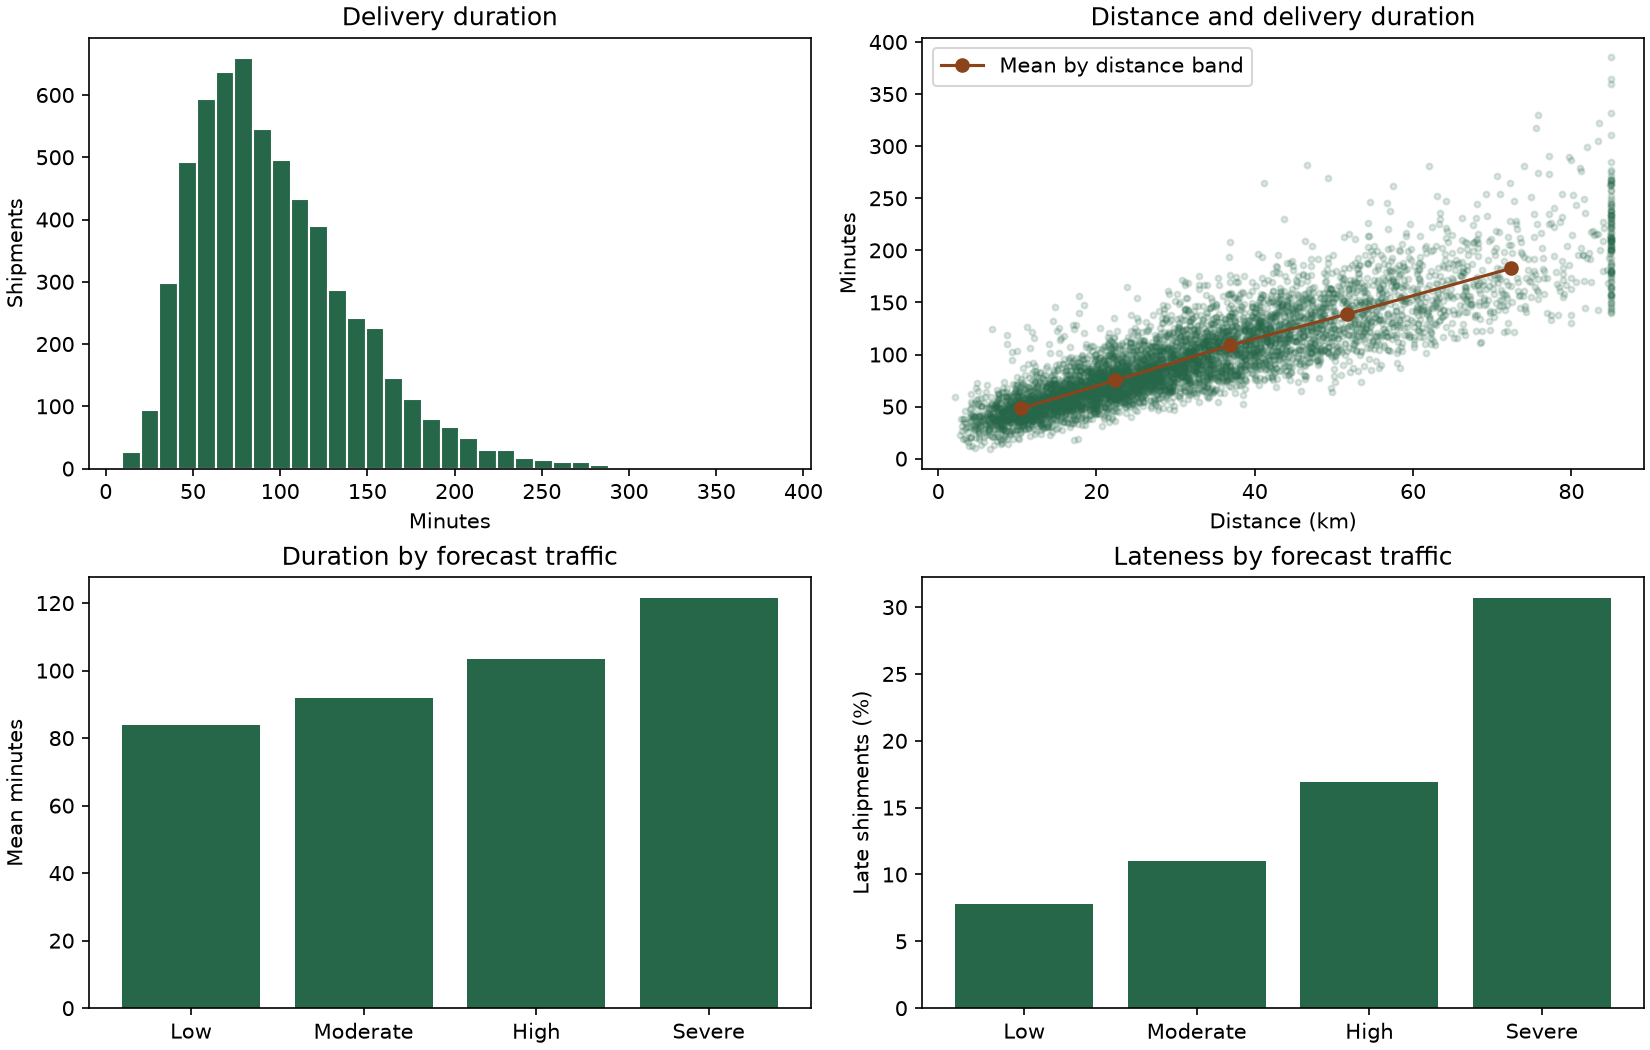 Delivery duration
Shipments
600
500
400
300
200
100
0
0 50 100 150 200 250 300 350 400
Minutes
Distance and delivery duration
Mean by distance band
Minutes
400
350
300
250
200
150
100
50
0
0 20 40 60 80
Distance (km)
Duration by forecast traffic
Mean minutes
120
100
80
60
40
20
0
Low Moderate High Severe
Lateness by forecast traffic
Late shipments (%)
30
25
20
15
10
5
0
Low Moderate High Severe